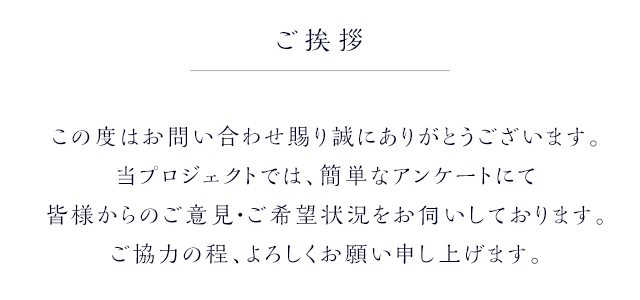 ご挨拶
この度はお問い合わせ賜り誠にありがとうございます。
当プロジェクトでは、簡単なアンケートにて
皆様からのご意見・ご希望状況をお伺いしております。
ご協力の程、よろしくお願い申し上げます。